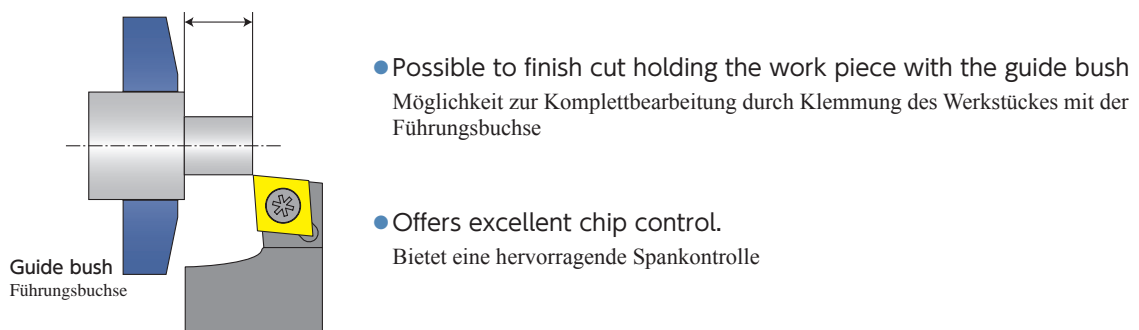 Possible to finish cut holding the work piece with the guide bush
Möglichkeit zur Komplettbearbeitung durch Klemmung des Werkstückes mit der
Führungsbuchse
Offers excellent chip control.
Bietet eine hervorragende Spankontrolle
Guide bush
Führungsbuchse